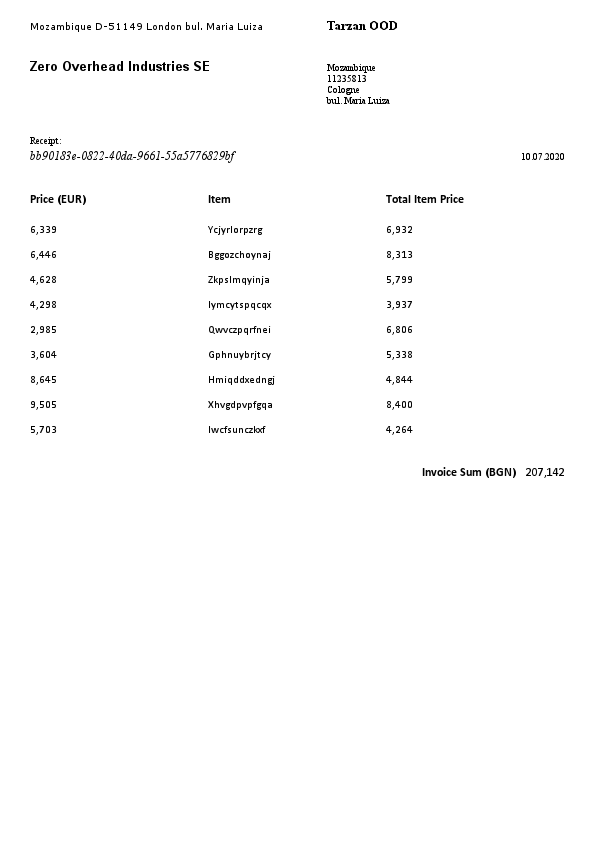 Mozambique D-51149 London bul. Maria Luiza
Tarzan OOD
Zero Overhead Industries SE
Mozambique
11235813
Cologne
bul. Maria Luiza
Receipt:
bb90183e-0822-40da-9661-55a5776829bf
10.07.2020
Price (EUR) Item Total Item Price
6,339 Ycjyrlorpzrg 6,932
6,446 Bggozchoynaj 8,313
4,628 Zkpslmqyinja 5,799
4,298 Iymcytspqcqx 3,937
2,985 Qwvczpqrfnei 6,806
3,604 Gphnuybrjtcy 5,338
8,645 Hmiqddxedngj 4,844
9,505 Xhvgdpvpfgqa 8,400
5,703 Iwcfsunczkxf 4,264
Invoice Sum (BGN) 207,142